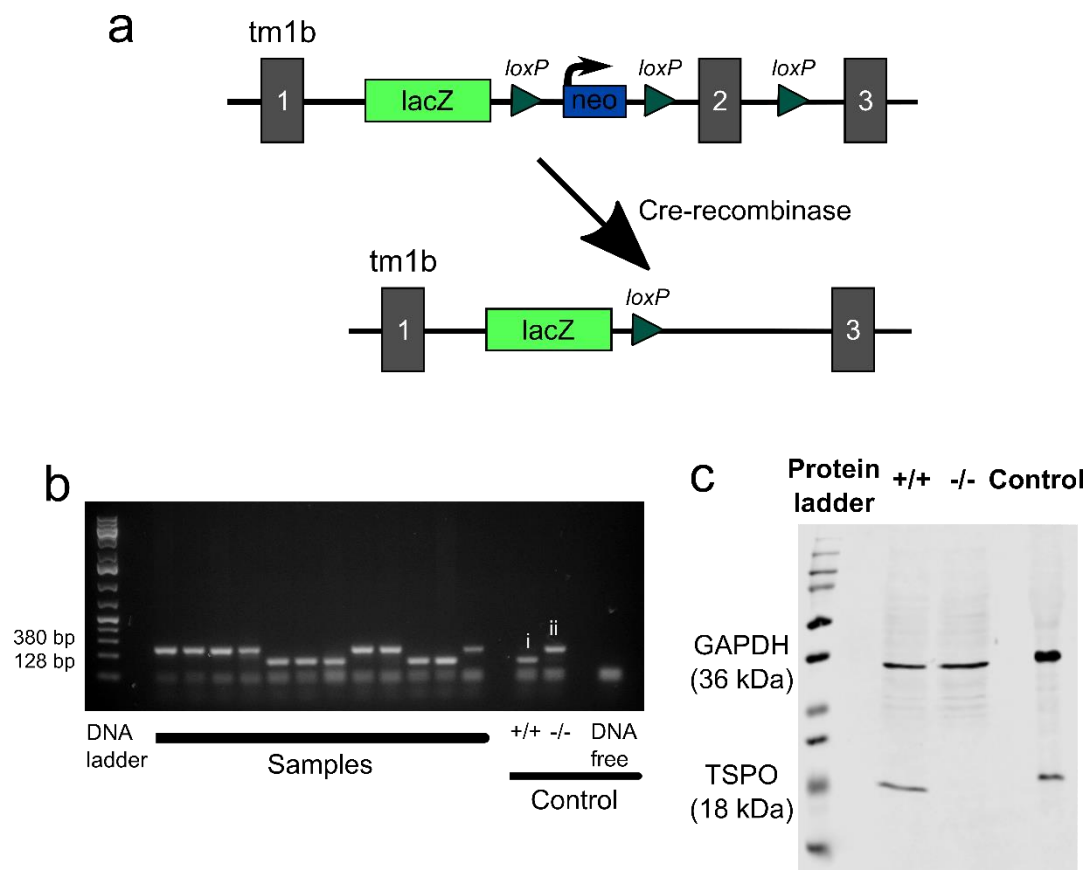 a
tm1b
loxP loxP loxP
1 lacZ neo 2 3
Cre-recombinase
tm1b
loxP
1 lacZ 3
b
380 bp
128 bp
i ii
DNA ladder
Samples
+/+ -/- DNA free
Control
c
Protein ladder +/+ -/- Control
GAPDH
(36 kDa)
TSPO
(18 kDa)